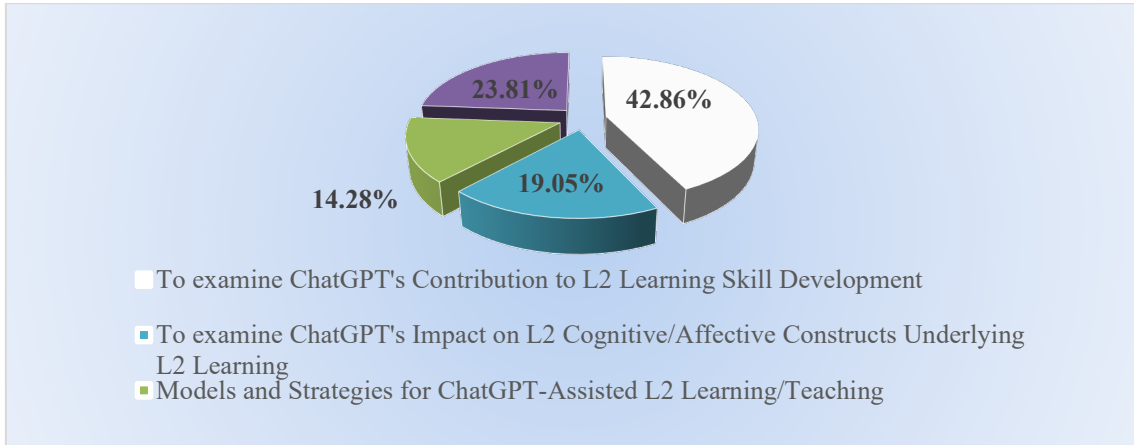 23.81%
42.86%
19.05%
14.28%
To examine ChatGPT's Contribution to L2 Learning Skill Development
To examine ChatGPT's Impact on L2 Cognitive/Affective Constructs Underlying
L2 Learning
Models and Strategies for ChatGPT-Assisted L2 Learning/Teaching